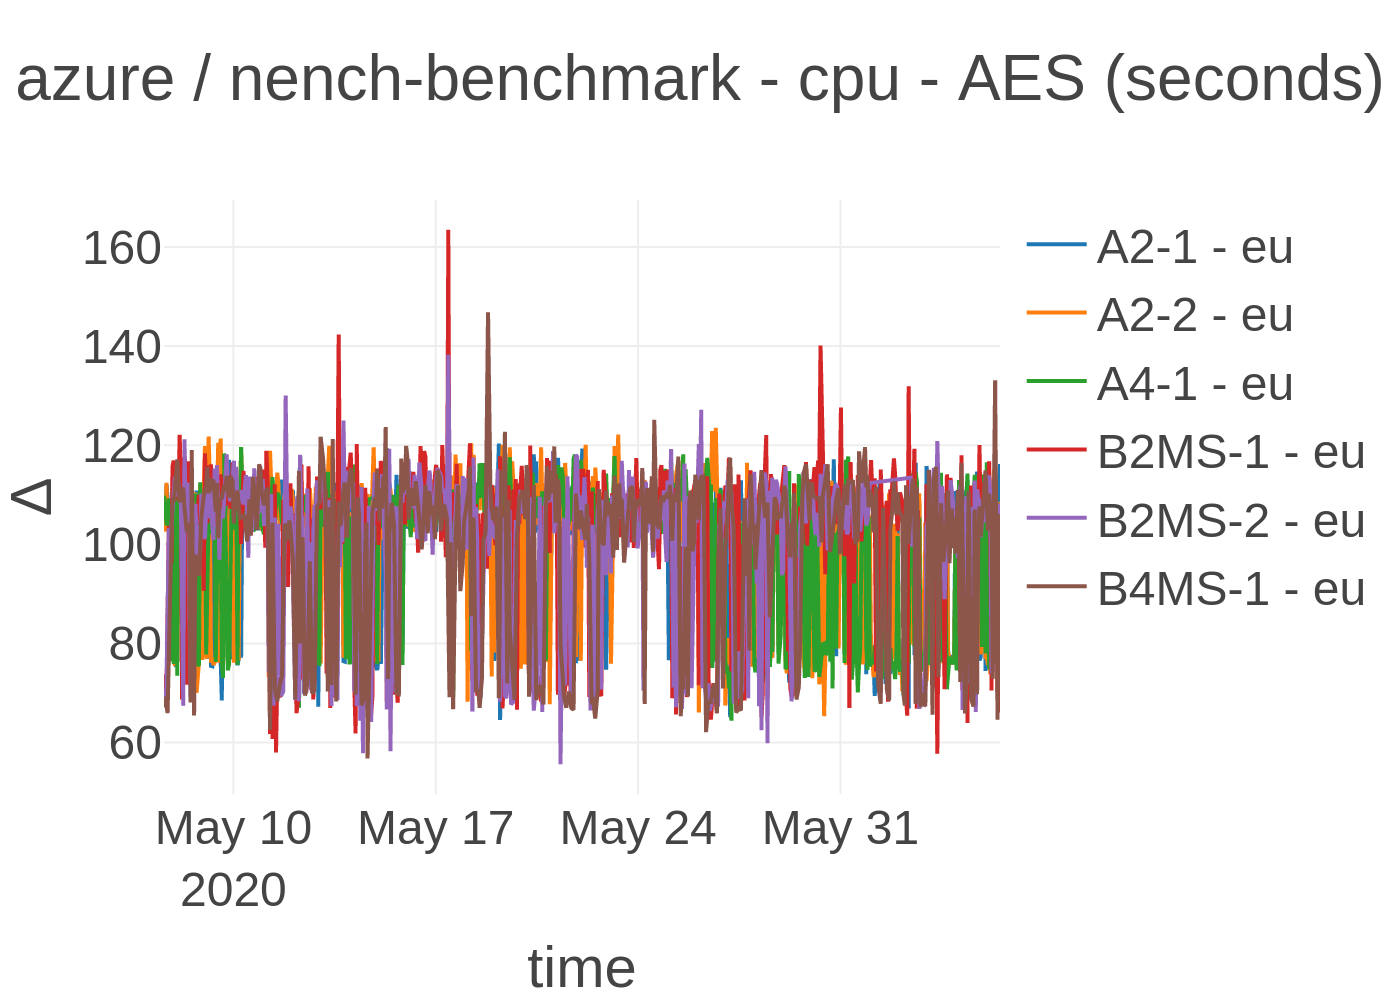 azure / nench-benchmark - cpu - AES (seconds)
160
140
120
100
80
60
Δ
May 10
2020
May 17
May 24
May 31
time
A2-1 - eu
A2-2 - eu
A4-1 - eu
B2MS-1 - eu
B2MS-2 - eu
B4MS-1 - eu